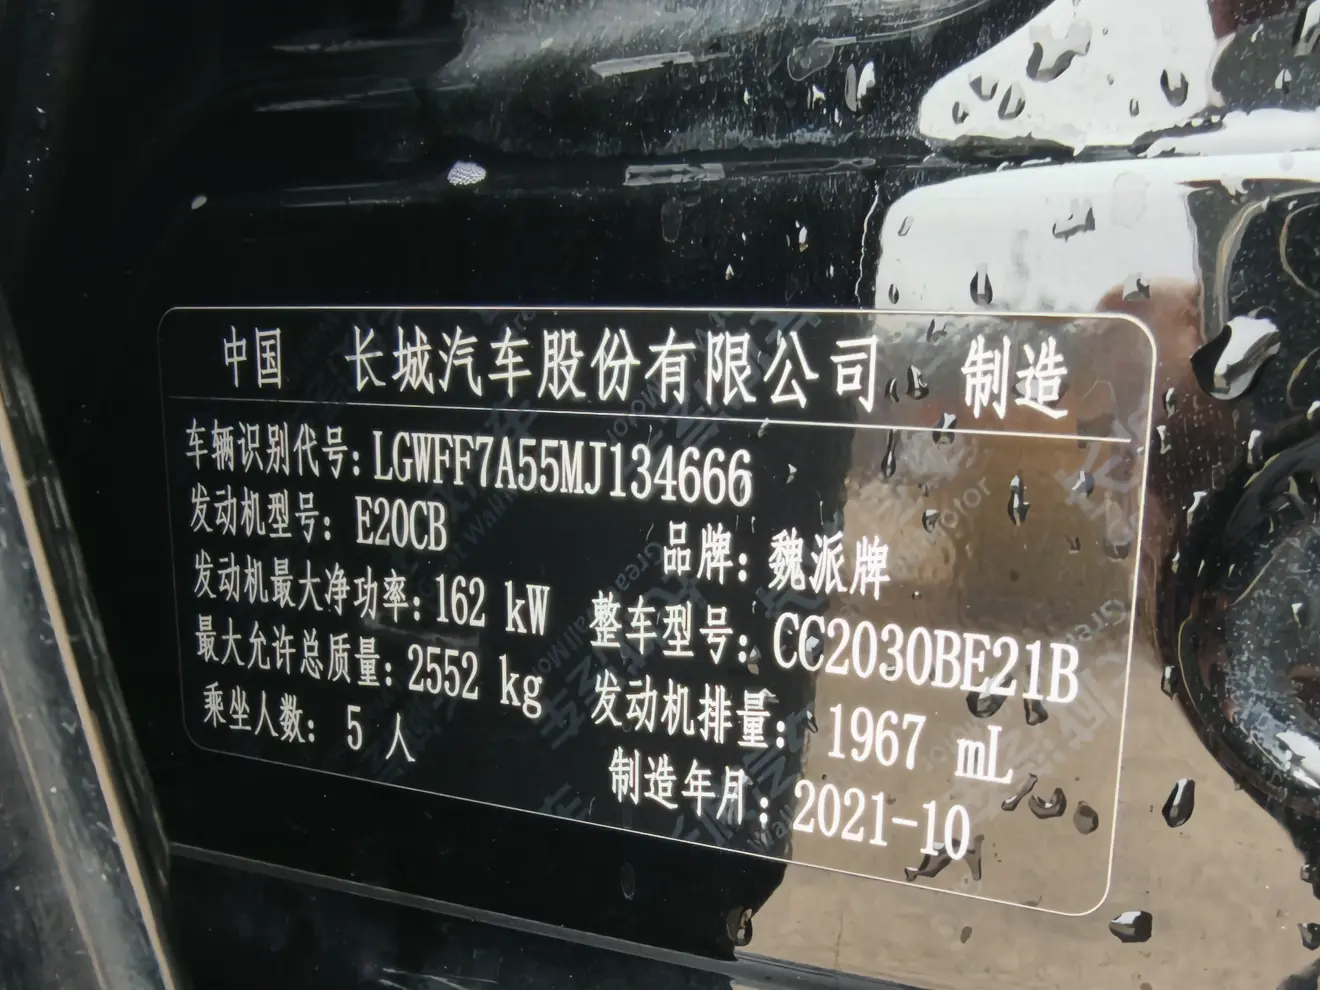 中国 长城汽车股份有限公司 制造
车辆识别代号:LGWFF7A55MJ134666
发动机型号: E20CB 品牌: 魏派牌
发动机最大净功率:162 kW 整车型号: CC2030BE21B
最大允许总质量:2552 kg 发动机排量: 1967 mL
乘坐人数: 5 人 制造年月: 2021-10